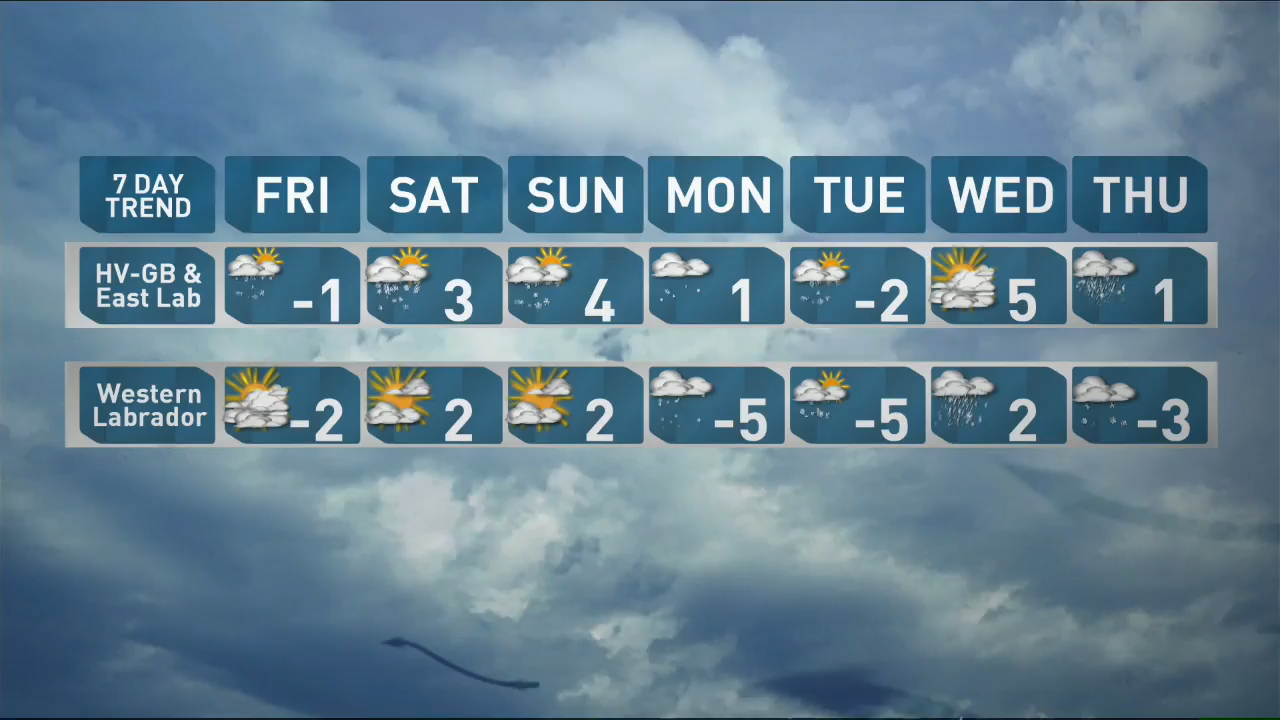 7 DAY TREND FRI SAT SUN MON TUE WED THU
HV-GB & East Lab -1 3 4 1 -2 5 1
Western Labrador -2 2 2 -5 -5 2 -3